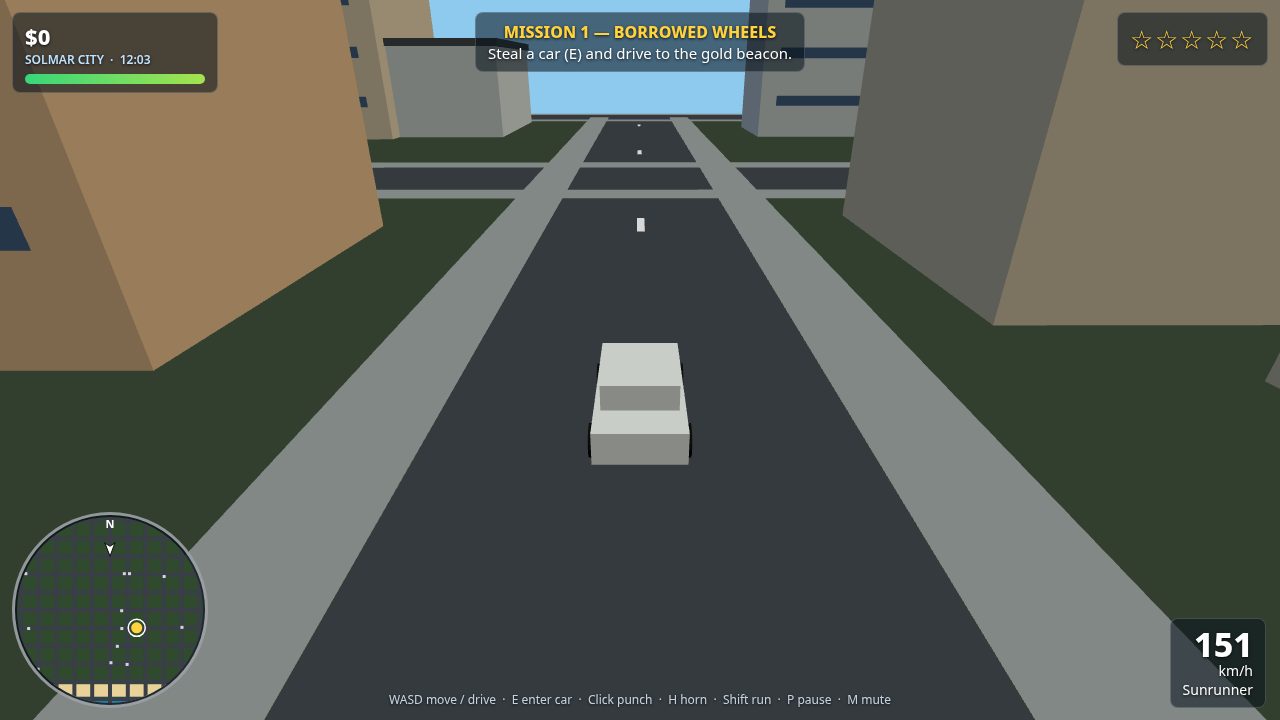 $0
SOLMAR CITY · 12:03
MISSION 1 — BORROWED WHEELS
Steal a car (E) and drive to the gold beacon.
☆☆☆☆☆
N
151
km/h
Sunrunner
WASD move / drive · E enter car · Click punch · H horn · Shift run · P pause · M mute